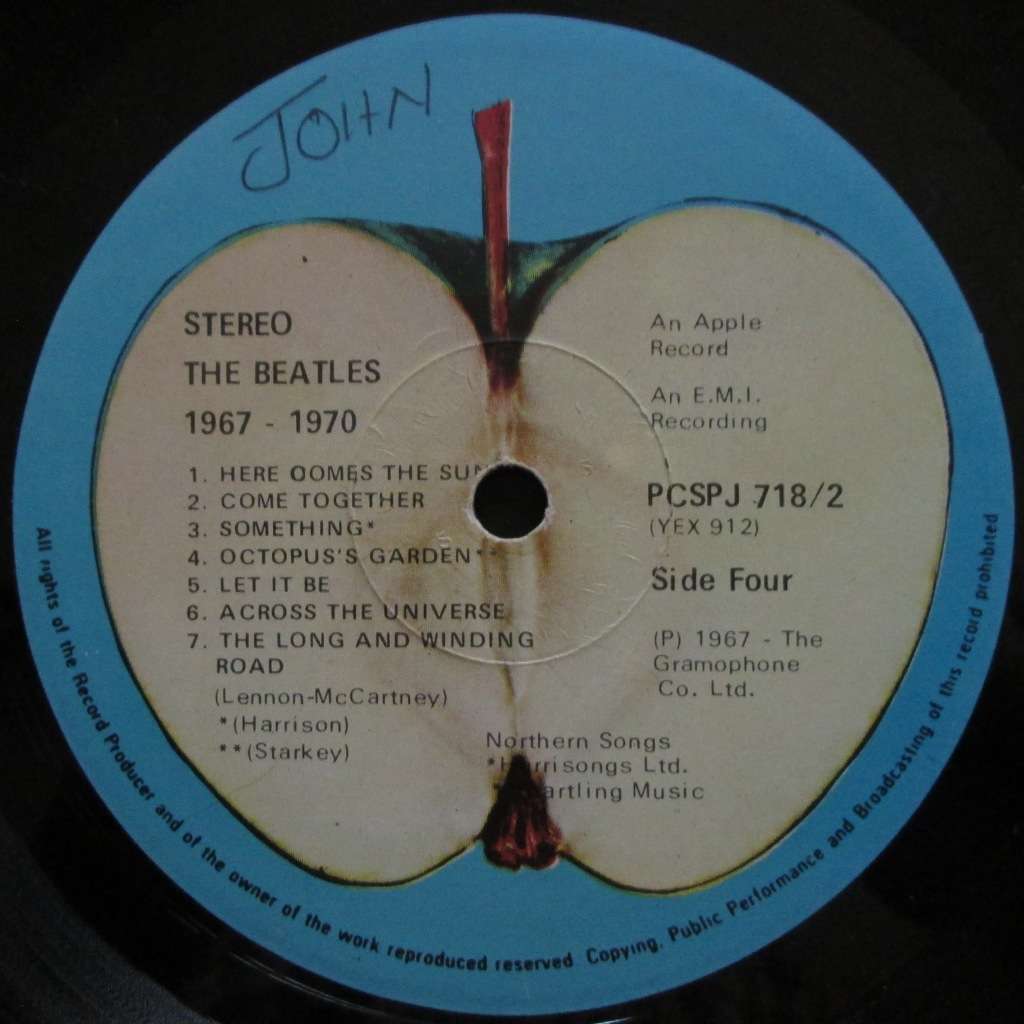 JOHN
STEREO
THE BEATLES
1967 - 1970
1. HERE OOMES THE SUN
2. COME TOGETHER
3. SOMETHING*
4. OCTOPUS'S GARDEN**
5. LET IT BE
6. ACROSS THE UNIVERSE
7. THE LONG AND WINDING
ROAD
(Lennon-McCartney)
*(Harrison)
**(Starkey)
An Apple
Record
An E.M.I.
Recording
PCSPJ 718/2
(YEX 912)
Side Four
(P) 1967 - The
Gramophone
Co. Ltd.
Northern Songs
*Harrisongs Ltd.
Music
All rights of the Record Producer and of the owner of the work reproduced reserved Copying, Public Performance and Broadcasting of this record prohibited